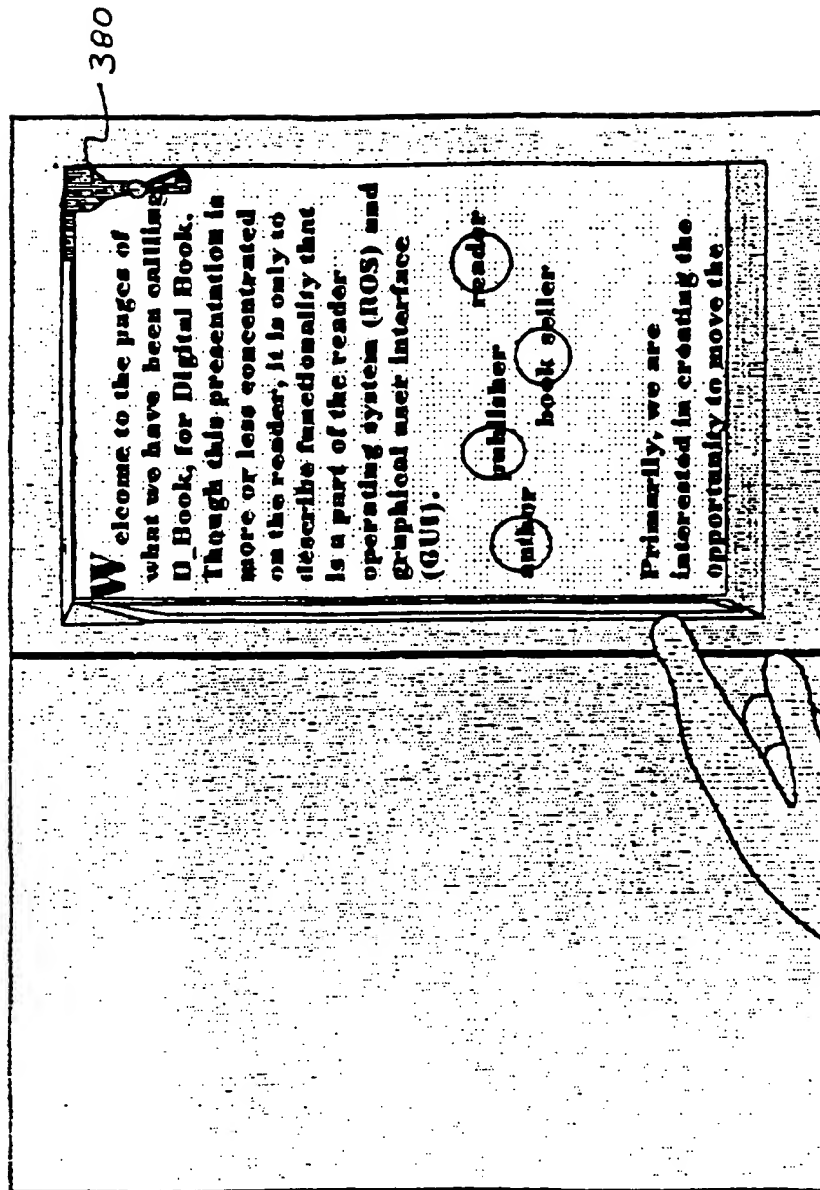 380
Welcome to the pages of
what we have been callling
D_Book, for Digital Book.
Though this presentation is
more or less concentrated
on the reader, it is only to
describe functionality that
is a part of the reader
operating system (ROS) and
graphical user interface
(GUI).
author publisher reader
book seller
Primarily, we are
interested in creating the
opportunity to move the